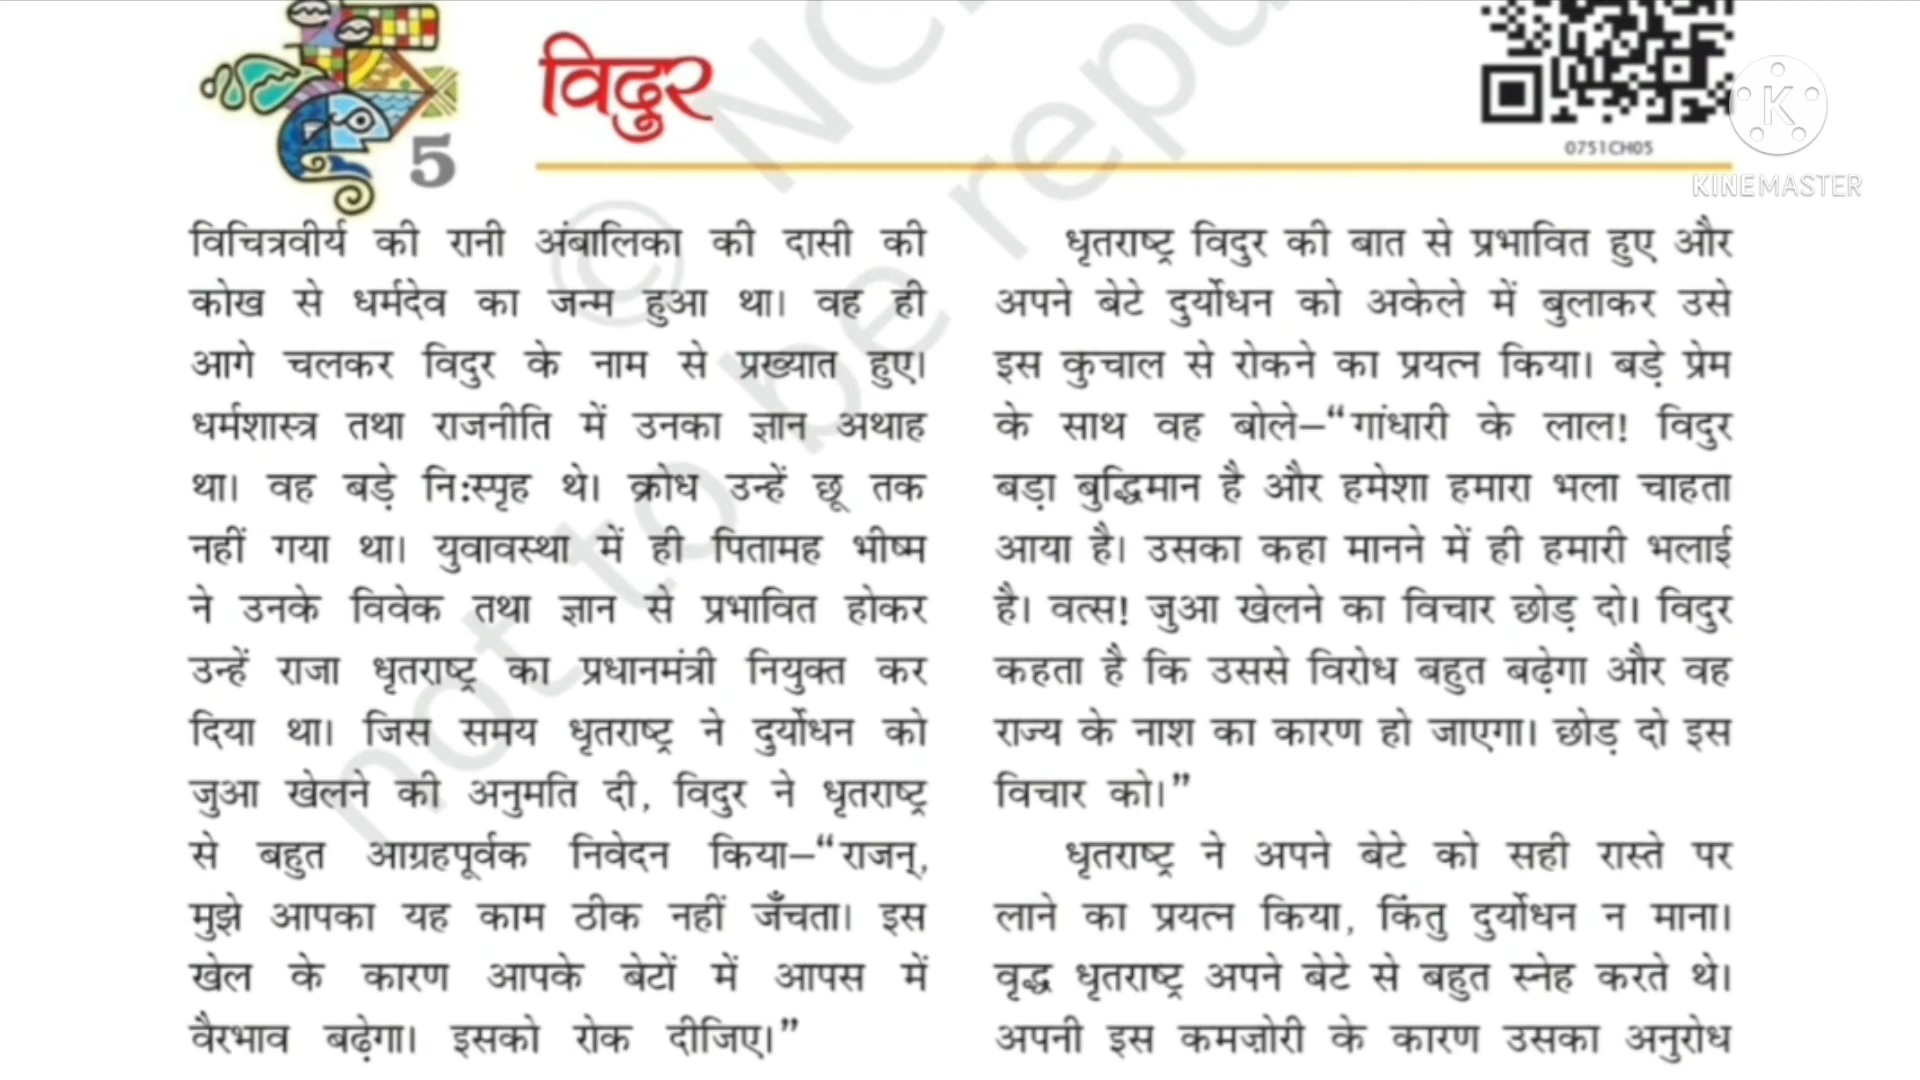 5
विदुर
0751CH05
KINEMASTER
विचित्रवीर्य की रानी अंबालिका की दासी की
कोख से धर्मदेव का जन्म हुआ था। वह ही
आगे चलकर विदुर के नाम से प्रख्यात हुए।
धर्मशास्त्र तथा राजनीति में उनका ज्ञान अथाह
था। वह बड़े नि:स्पृह थे। क्रोध उन्हें छू तक
नहीं गया था। युवावस्था में ही पितामह भीष्म
ने उनके विवेक तथा ज्ञान से प्रभावित होकर
उन्हें राजा धृतराष्ट्र का प्रधानमंत्री नियुक्त कर
दिया था। जिस समय धृतराष्ट्र ने दुर्योधन को
जुआ खेलने की अनुमति दी, विदुर ने धृतराष्ट्र
से बहुत आग्रहपूर्वक निवेदन किया–“राजन्,
मुझे आपका यह काम ठीक नहीं जँचता। इस
खेल के कारण आपके बेटों में आपस में
वैरभाव बढ़ेगा। इसको रोक दीजिए।”
धृतराष्ट्र विदुर की बात से प्रभावित हुए और
अपने बेटे दुर्योधन को अकेले में बुलाकर उसे
इस कुचाल से रोकने का प्रयत्न किया। बड़े प्रेम
के साथ वह बोले–“गांधारी के लाल! विदुर
बड़ा बुद्धिमान है और हमेशा हमारा भला चाहता
आया है। उसका कहा मानने में ही हमारी भलाई
है। वत्स! जुआ खेलने का विचार छोड़ दो। विदुर
कहता है कि उससे विरोध बहुत बढ़ेगा और वह
राज्य के नाश का कारण हो जाएगा। छोड़ दो इस
विचार को।”
धृतराष्ट्र ने अपने बेटे को सही रास्ते पर
लाने का प्रयत्न किया, किंतु दुर्योधन न माना।
वृद्ध धृतराष्ट्र अपने बेटे से बहुत स्नेह करते थे।
अपनी इस कमज़ोरी के कारण उसका अनुरोध
© NC
not to be repu